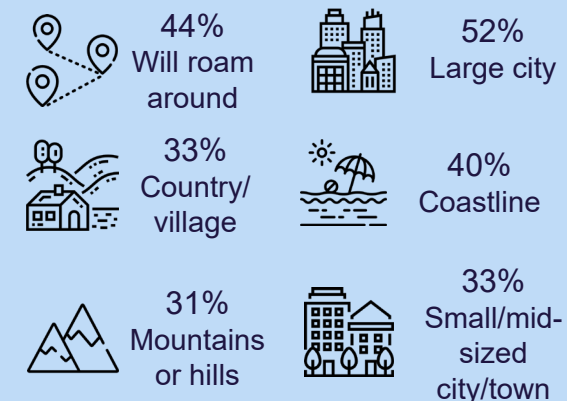 44%
Will roam
around
52%
Large city
33%
Country/
village
40%
Coastline
31%
Mountains
or hills
33%
Small/mid-
sized
city/town